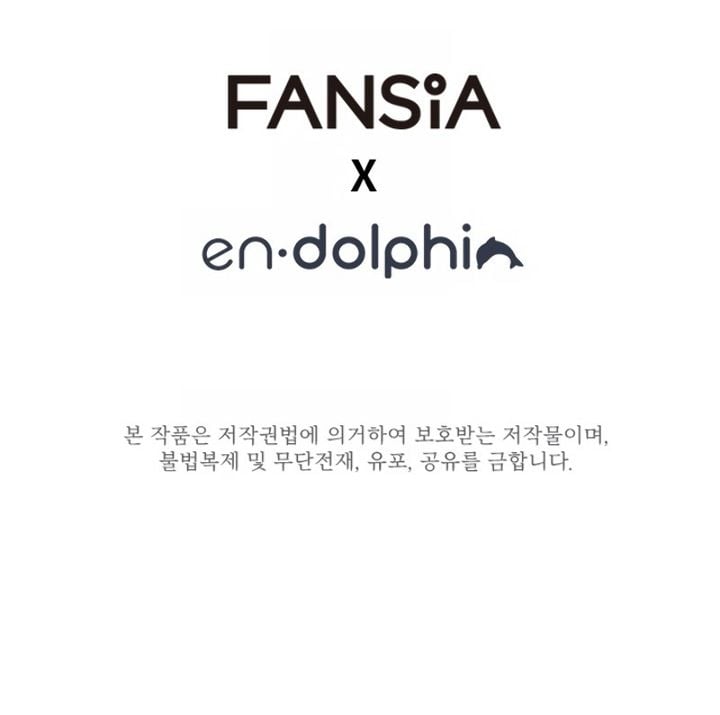 FANSiA
X
en·dolphin
본 작품은 저작권법에 의거하여 보호받는 저작물이며,
불법복제 및 무단전재, 유포, 공유를 금합니다.